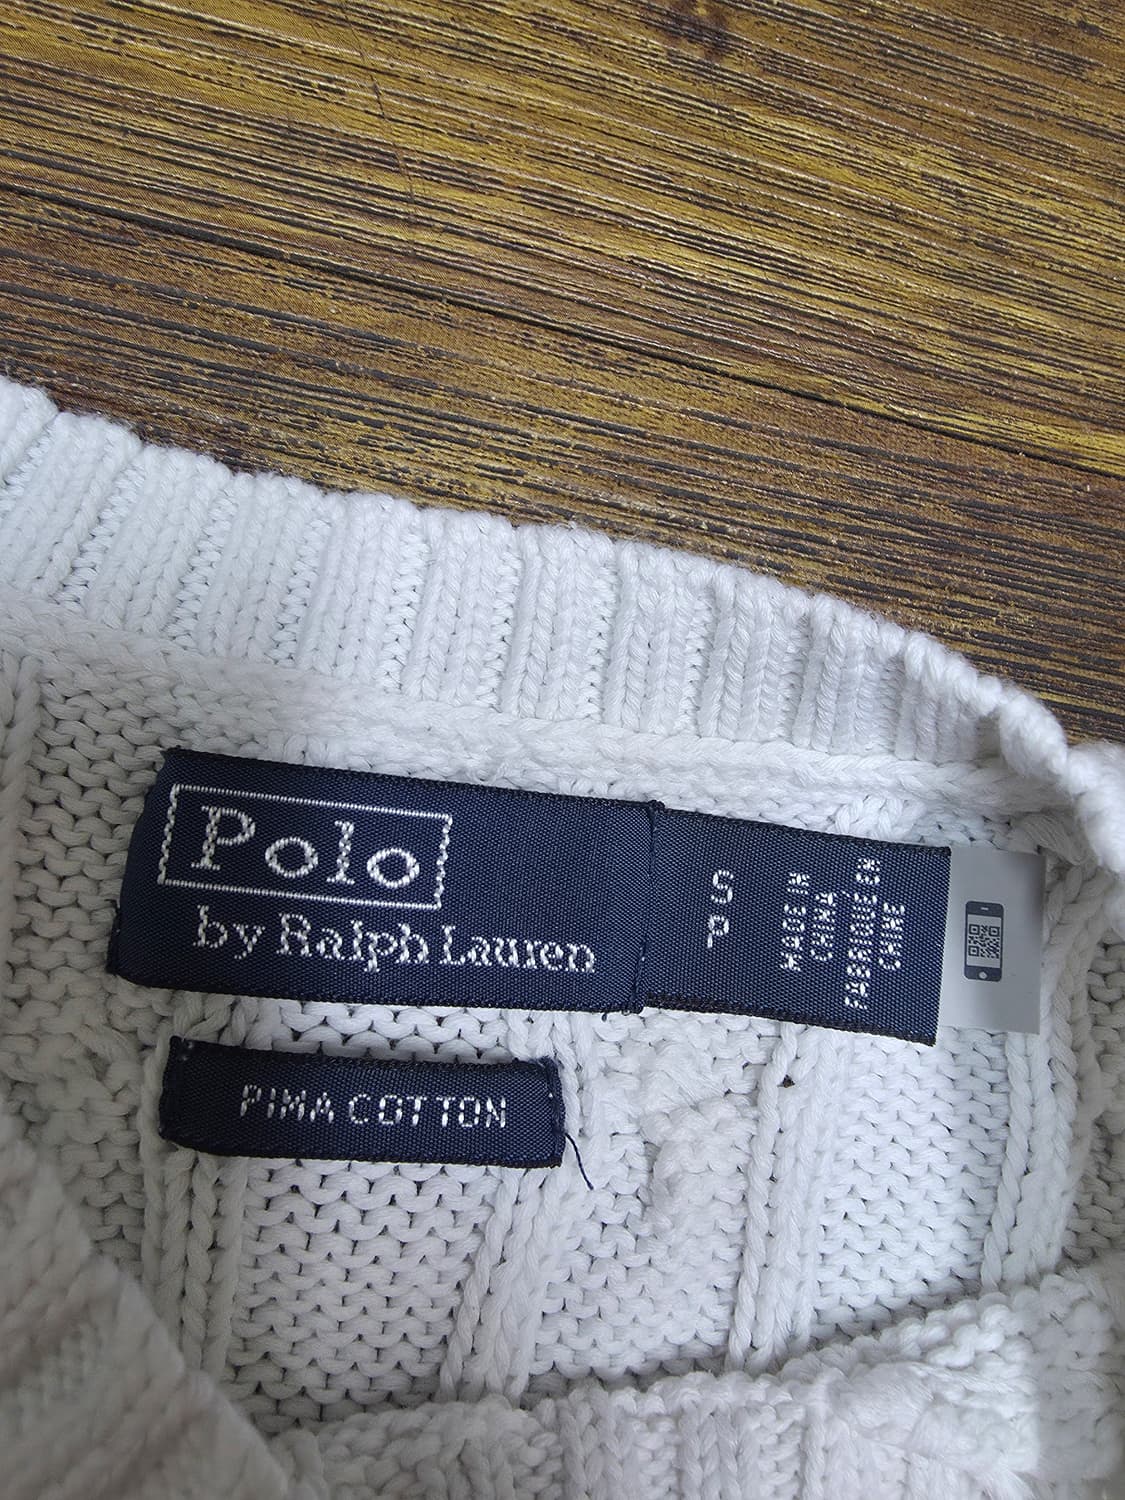 Polo
by Ralph Lauren
S
P
MADE IN
CHINA
FABRIQUE EN
CHINE
PIMA COTTON